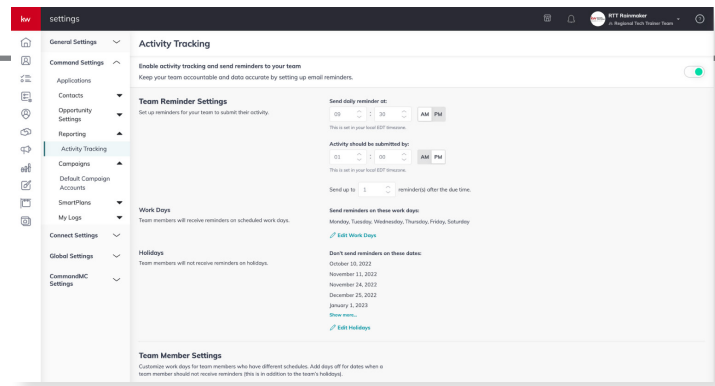 kw
settings
RTT Rainmaker
Regional Tech Trainer Team
General Settings
Command Settings
Applications
Contacts
Opportunity
Settings
Reporting
Activity Tracking
Campaigns
Default Campaign
Accounts
SmartPlans
My Logs
Connect Settings
Global Settings
CommandMC
Settings
Activity Tracking
Enable activity tracking and send reminders to your team
Keep your team accountable and data accurate by setting up email reminders.
Team Reminder Settings
Set up reminders for your team to submit their activity.
Send daily reminder at:
08 : 30 AM PM
This is set in your local EDT timezone.
Activity should be submitted by:
01 : 00 AM PM
This is set in your local EDT timezone.
Send up to 1 reminder(s) after the due time.
Work Days
Team members will receive reminders on scheduled work days.
Send reminders on these work days:
Monday, Tuesday, Wednesday, Thursday, Friday, Saturday
Edit Work Days
Holidays
Team members will not receive reminders on holidays.
Don't send reminders on these dates:
October 10, 2022
November 11, 2022
November 24, 2022
December 25, 2022
January 1, 2023
Show more...
Edit Holidays
Team Member Settings
Customize work days for team members who have different schedules. Add days off for dates when a
team member should not receive reminders (this is in addition to the team's holidays).